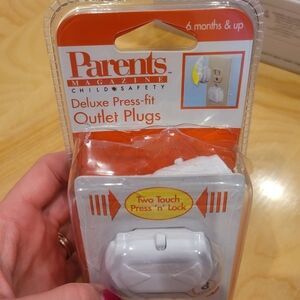 6 months & up
Parents
MAGAZINE
CHILD SAFETY
Deluxe Press-fit
Outlet Plugs
Two Touch
Press "n" Lock